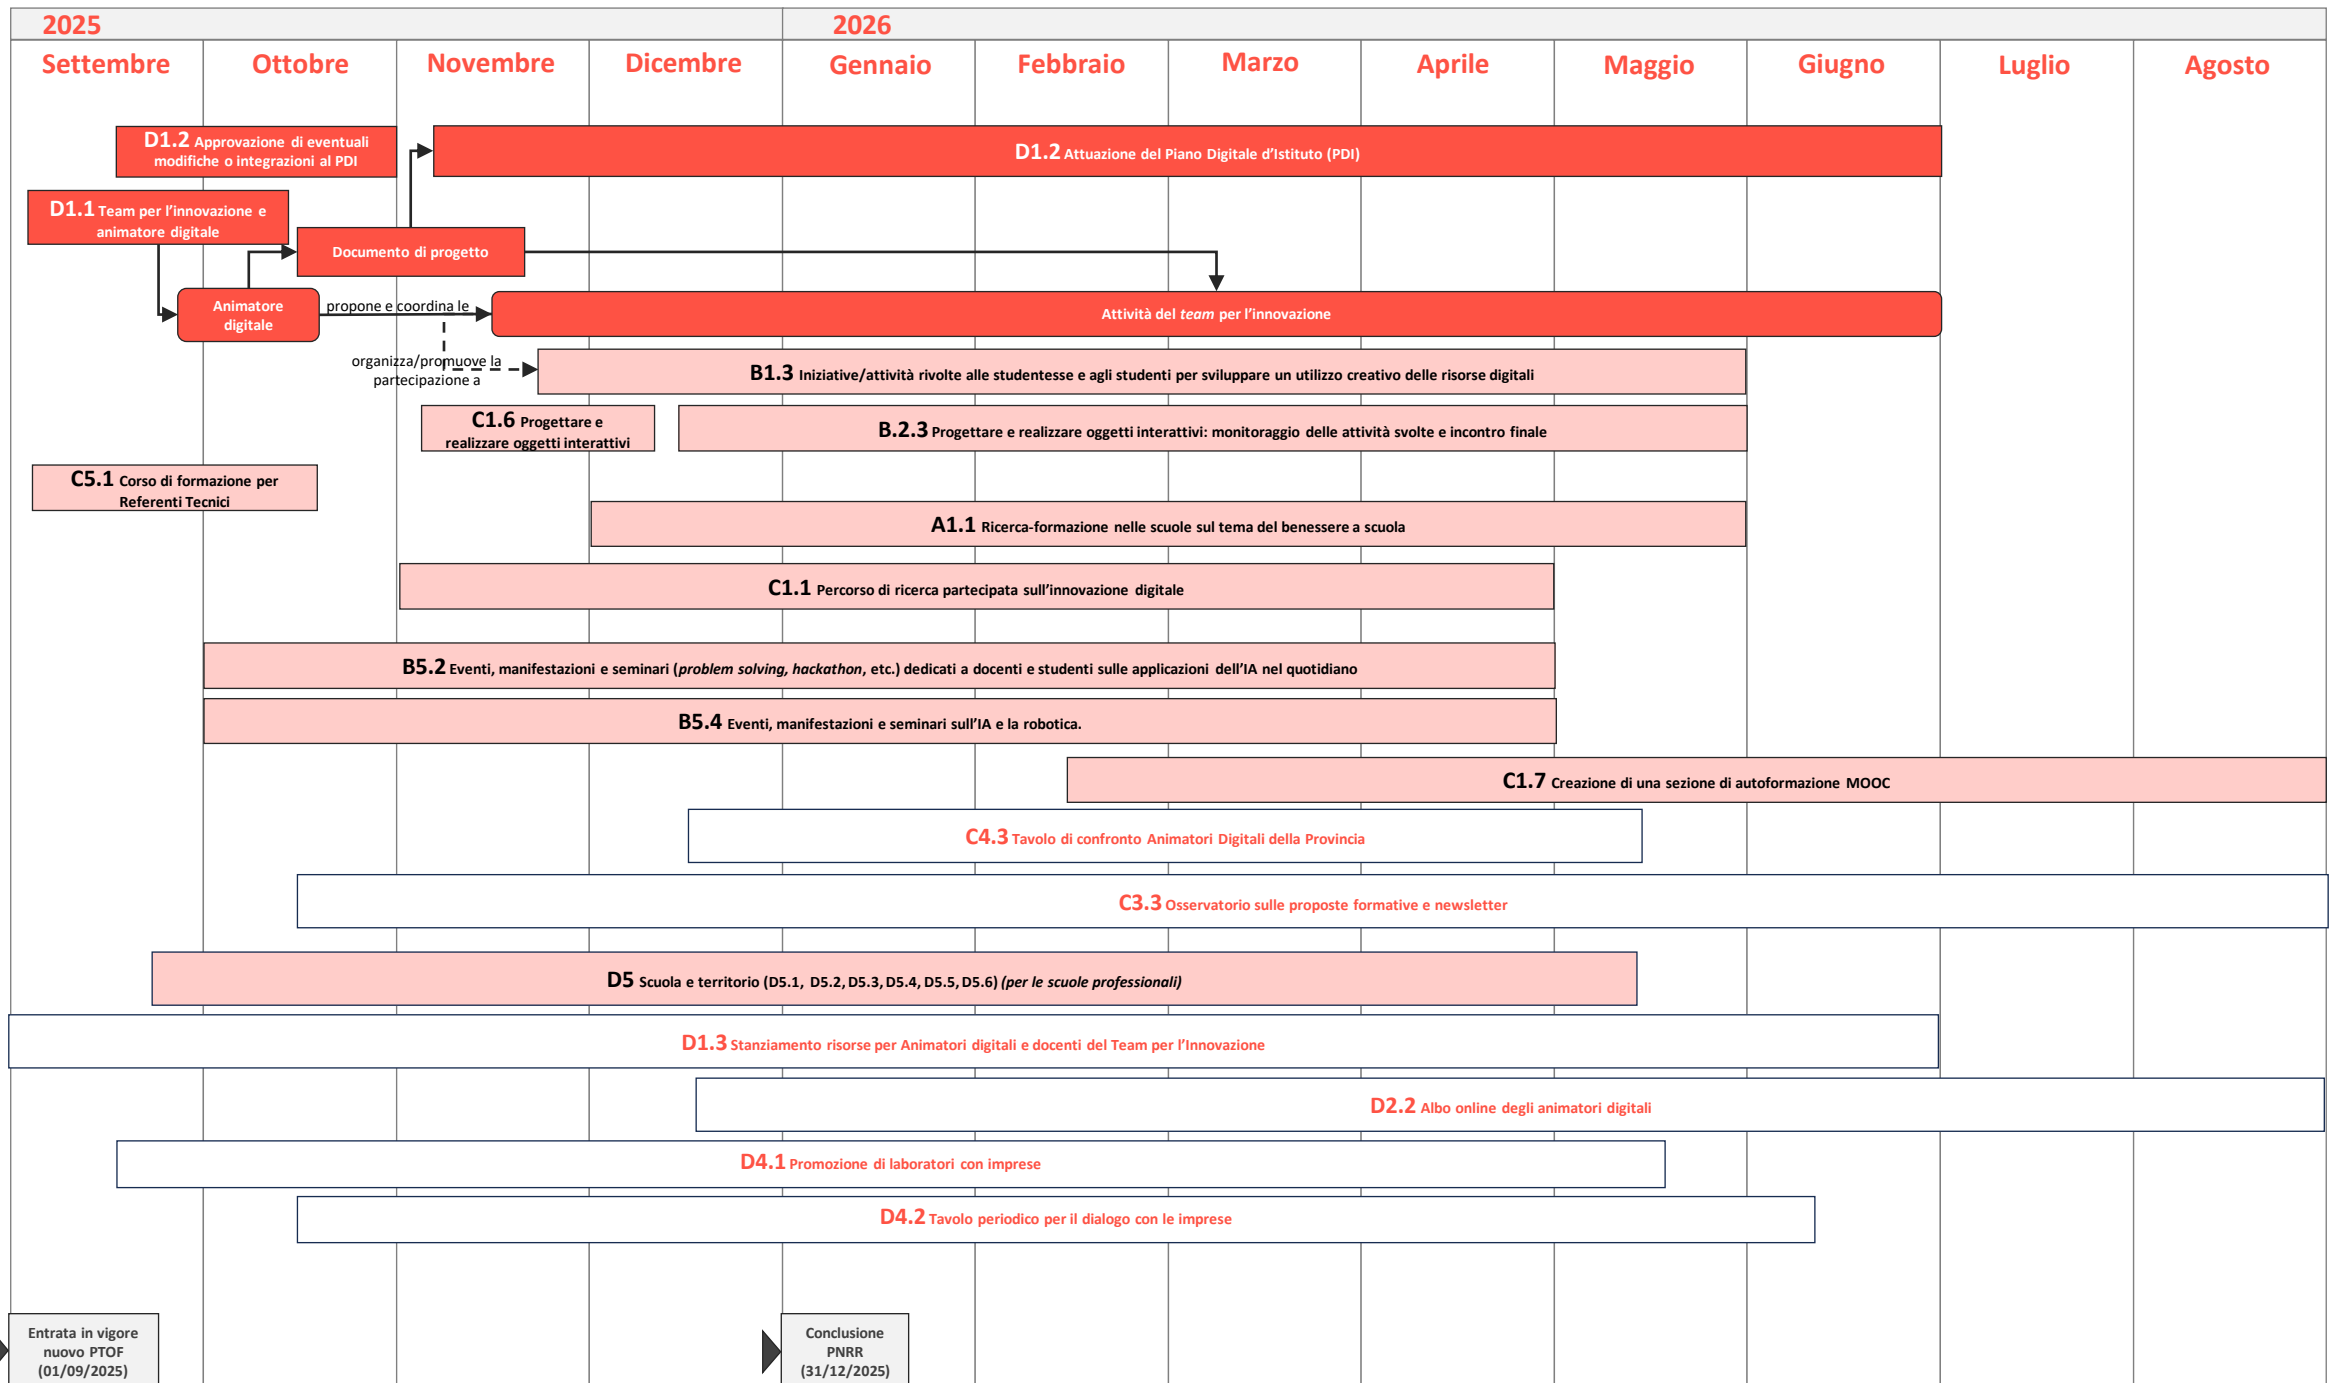 2025
2026
Settembre
Ottobre
Novembre
Dicembre
Gennaio
Febbraio
Marzo
Aprile
Maggio
Giugno
Luglio
Agosto
D1.2 Approvazione di eventuali
modifiche o integrazioni al PDI
D1.2 Attuazione del Piano Digitale d'Istituto (PDI)
D1.1 Team per l'innovazione e
animatore digitale
Documento di progetto
Animatore
digitale
propone e coordina le
Attività del team per l'innovazione
organizza/promuove la
partecipazione a
B1.3 Iniziative/attività rivolte alle studentesse e agli studenti per sviluppare un utilizzo creativo delle risorse digitali
C1.6 Progettare e
realizzare oggetti interattivi
B.2.3 Progettare e realizzare oggetti interattivi: monitoraggio delle attività svolte e incontro finale
C5.1 Corso di formazione per
Referenti Tecnici
A1.1 Ricerca-formazione nelle scuole sul tema del benessere a scuola
C1.1 Percorso di ricerca partecipata sull'innovazione digitale
B5.2 Eventi, manifestazioni e seminari (problem solving, hackathon, etc.) dedicati a docenti e studenti sulle applicazioni dell'IA nel quotidiano
B5.4 Eventi, manifestazioni e seminari sull'IA e la robotica.
C1.7 Creazione di una sezione di autoformazione MOOC
C4.3 Tavolo di confronto Animatori Digitali della Provincia
C3.3 Osservatorio sulle proposte formative e newsletter
D5 Scuola e territorio (D5.1, D5.2, D5.3, D5.4, D5.5, D5.6) (per le scuole professionali)
D1.3 Stanziamento risorse per Animatori digitali e docenti del Team per l'Innovazione
D2.2 Albo online degli animatori digitali
D4.1 Promozione di laboratori con imprese
D4.2 Tavolo periodico per il dialogo con le imprese
Entrata in vigore
nuovo PTOF
(01/09/2025)
Conclusione
PNRR
(31/12/2025)